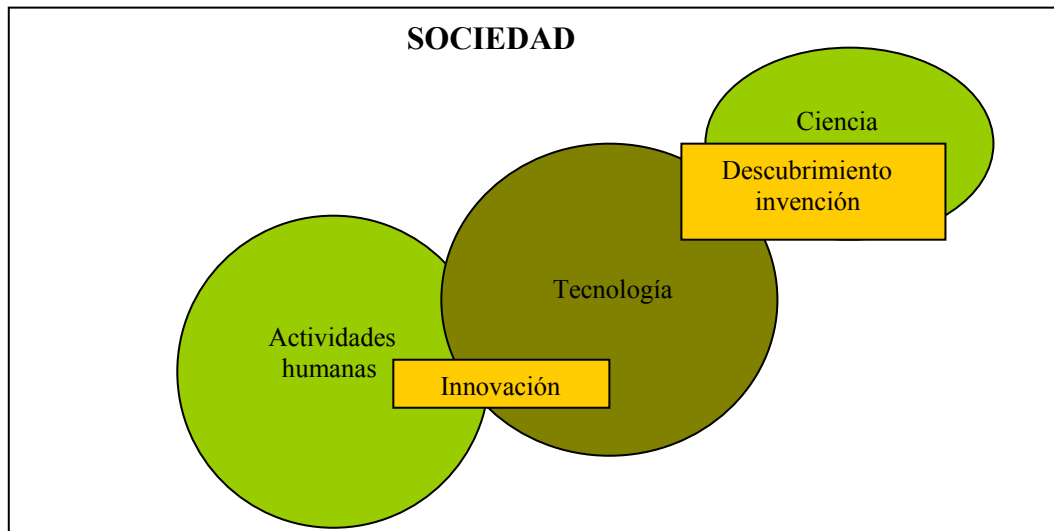 SOCIEDAD
Ciencia
Descubrimiento
invención
Tecnología
Actividades
humanas
Innovación